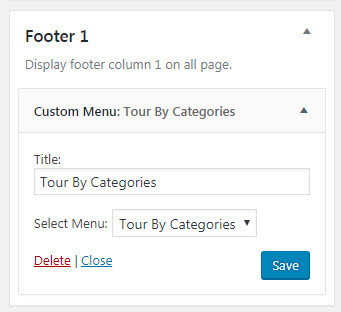 Footer 1
Display footer column 1 on all page.
Custom Menu: Tour By Categories
Title:
Tour By Categories
Select Menu: Tour By Categories
Delete | Close
Save